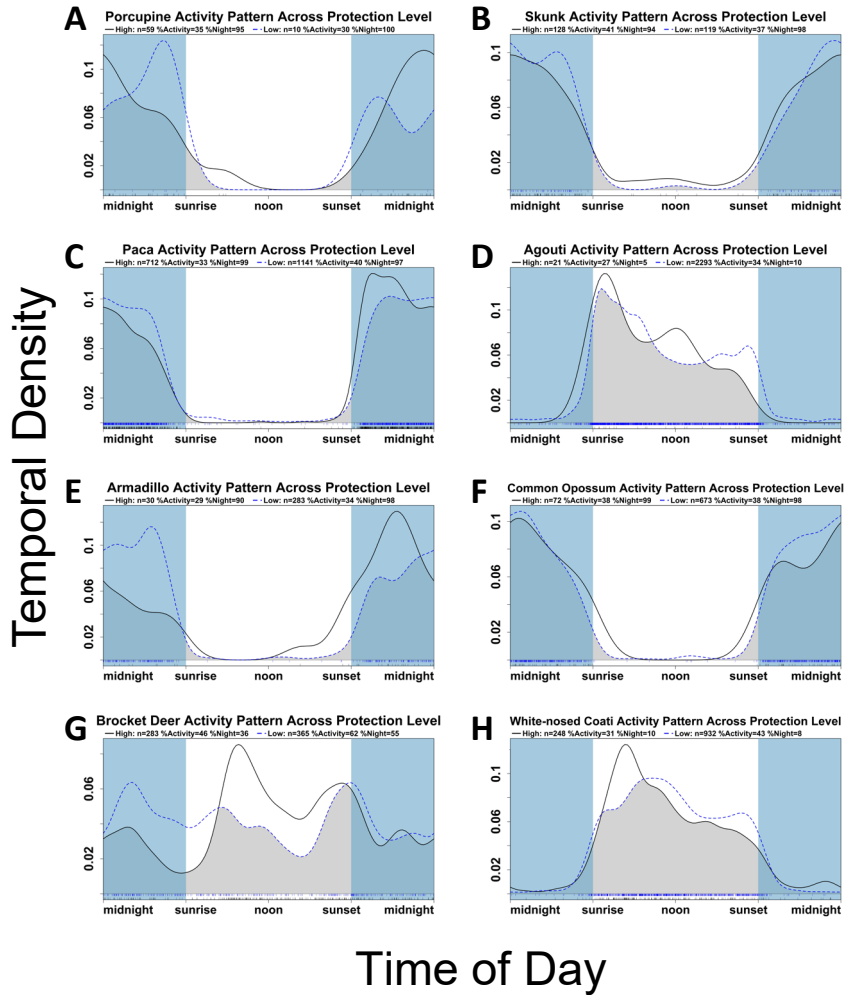 Temporal Density
A
Porcupine Activity Pattern Across Protection Level
High: n=59 %Activity=35 %Night=95 Low: n=10 %Activity=30 %Night=100
0.1
0.06
0.02
midnight sunrise noon sunset midnight
B
Skunk Activity Pattern Across Protection Level
High: n=128 %Activity=41 %Night=94 Low: n=119 %Activity=37 %Night=98
0.1
0.06
0.02
midnight sunrise noon sunset midnight
C
Paca Activity Pattern Across Protection Level
High: n=712 %Activity=33 %Night=99 Low: n=1141 %Activity=40 %Night=97
0.1
0.06
0.02
midnight sunrise noon sunset midnight
D
Agouti Activity Pattern Across Protection Level
High: n=21 %Activity=27 %Night=5 Low: n=2293 %Activity=34 %Night=10
0.1
0.06
0.02
midnight sunrise noon sunset midnight
E
Armadillo Activity Pattern Across Protection Level
High: n=30 %Activity=29 %Night=90 Low: n=283 %Activity=34 %Night=98
0.1
0.06
0.02
midnight sunrise noon sunset midnight
F
Common Opossum Activity Pattern Across Protection Level
High: n=72 %Activity=38 %Night=99 Low: n=673 %Activity=38 %Night=98
0.1
0.06
0.02
midnight sunrise noon sunset midnight
G
Brocket Deer Activity Pattern Across Protection Level
High: n=283 %Activity=46 %Night=36 Low: n=365 %Activity=62 %Night=55
0.06
0.02
midnight sunrise noon sunset midnight
H
White-nosed Coati Activity Pattern Across Protection Level
High: n=248 %Activity=31 %Night=10 Low: n=932 %Activity=43 %Night=8
0.1
0.06
0.02
midnight sunrise noon sunset midnight
Time of Day